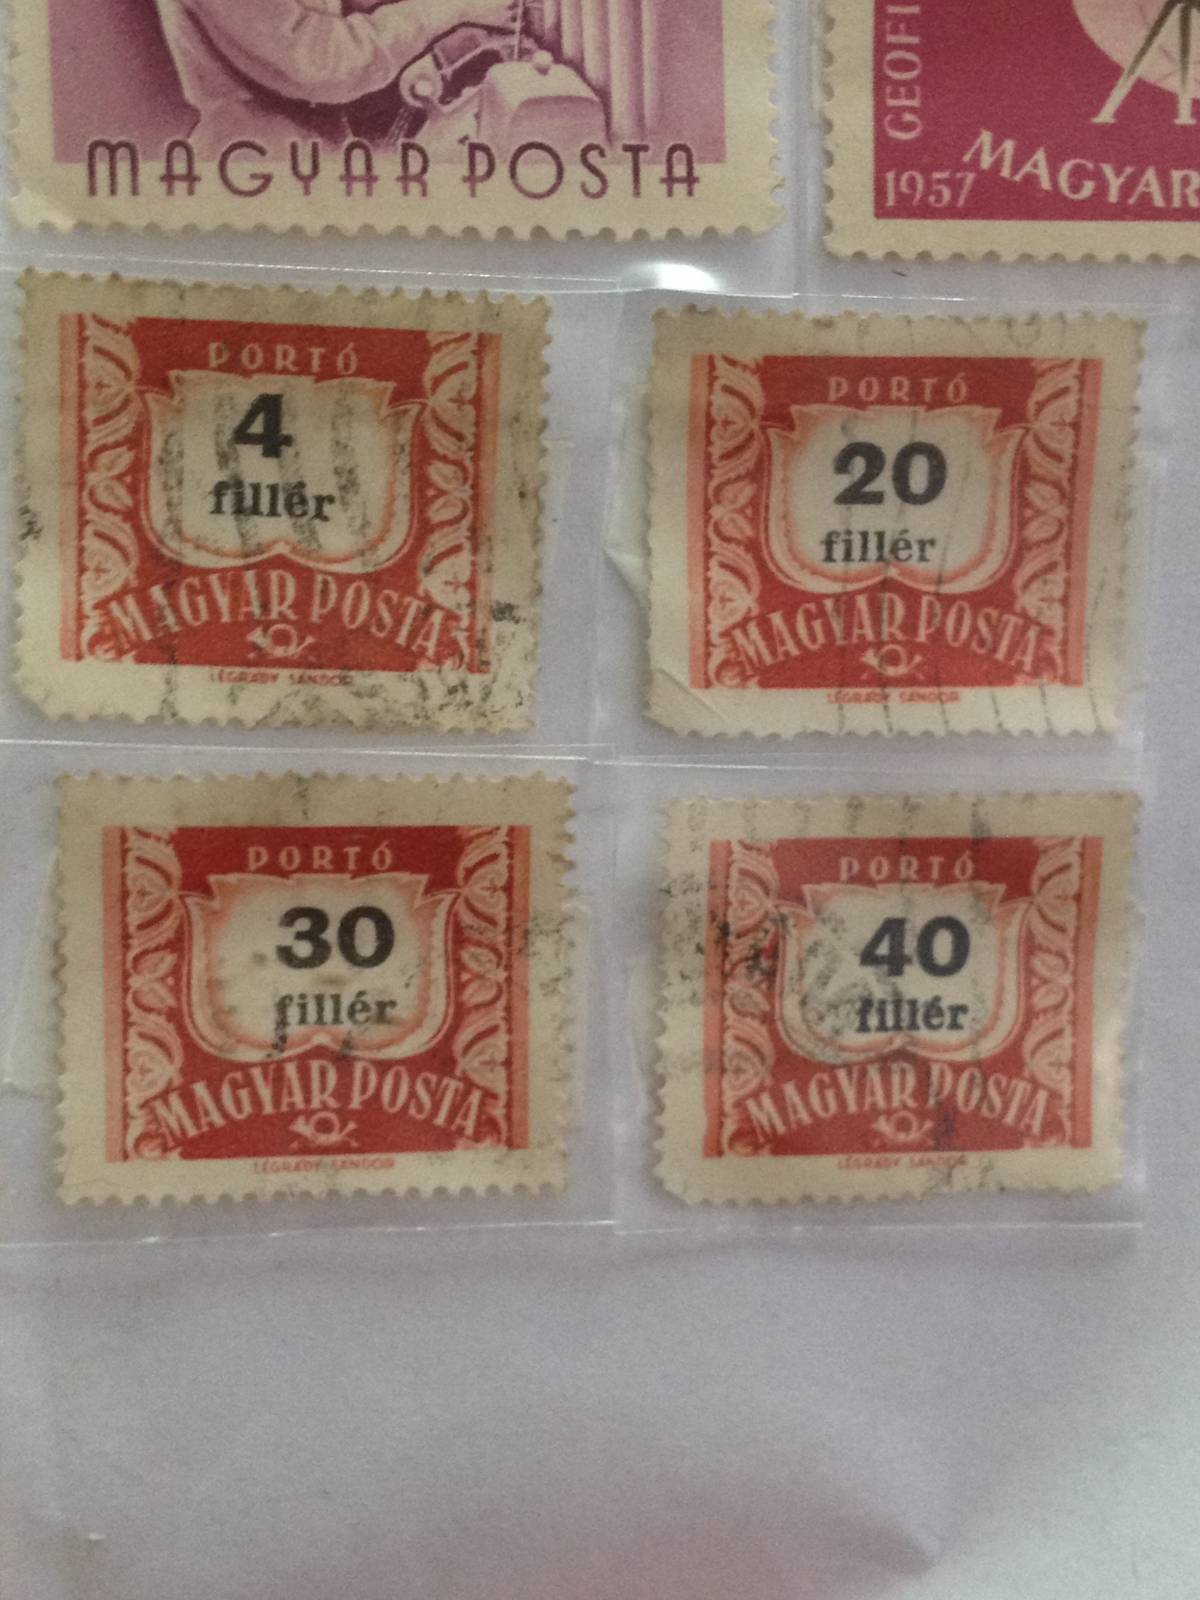 MAGYAR POSTA
GEOFI
1957 MAGYAR
PORTÓ
4
fillér
MAGYAR POSTA
LÉGRÁDY SÁNDOR
PORTÓ
20
fillér
MAGYAR POSTA
LÉGRÁDY SÁNDOR
PORTÓ
30
fillér
MAGYAR POSTA
LÉGRÁDY SÁNDOR
PORTÓ
40
fillér
MAGYAR POSTA
LÉGRÁDY SÁNDOR